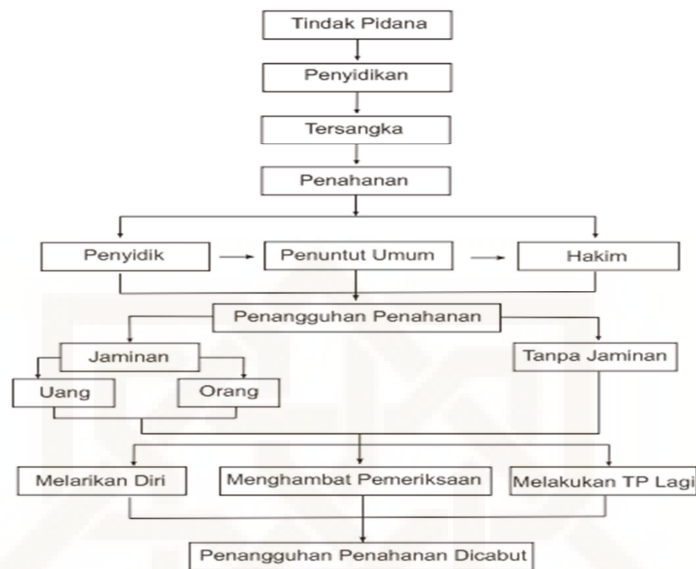 Tindak Pidana
Penyidikan
Tersangka
Penahanan
Penyidik
Penuntut Umum
Hakim
Penangguhan Penahanan
Jaminan
Tanpa Jaminan
Uang
Orang
Melarikan Diri
Menghambat Pemeriksaan
Melakukan TP Lagi
Penangguhan Penahanan Dicabut